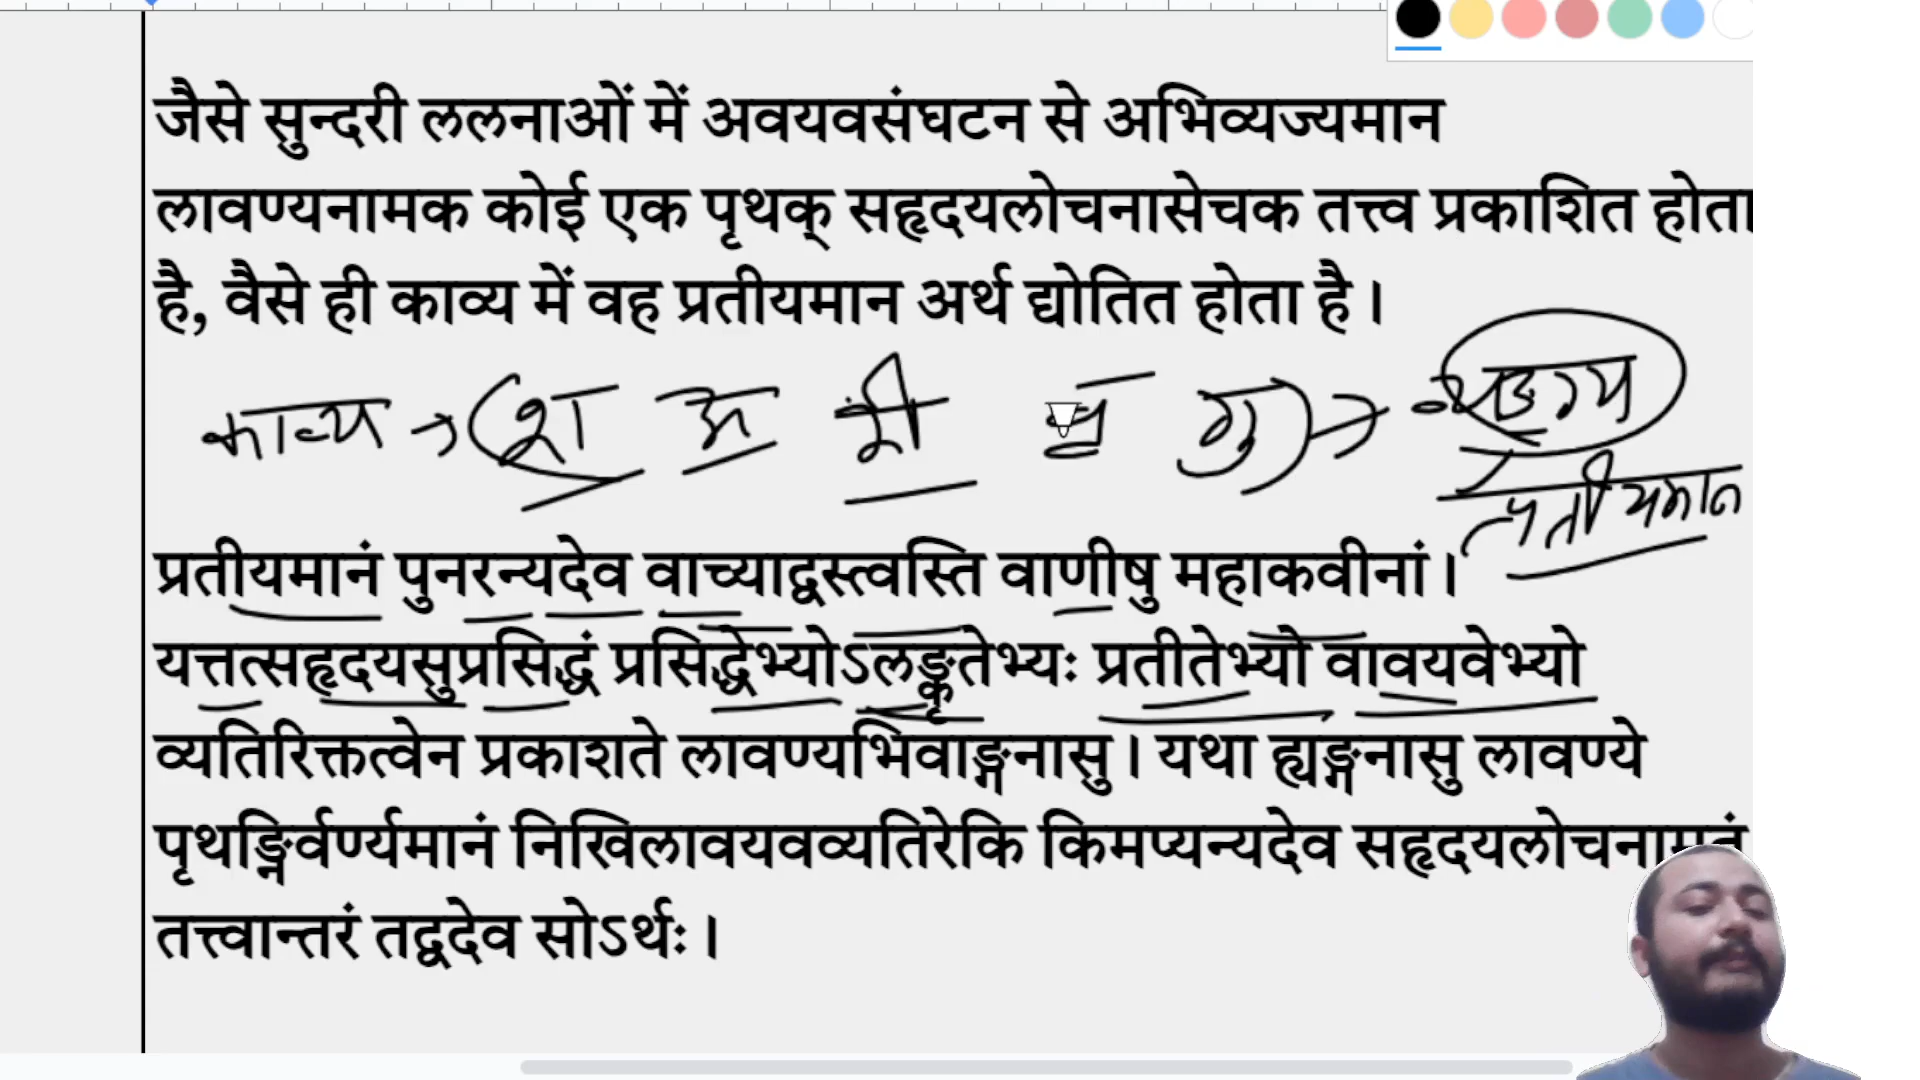 जैसे सुन्दरी ललनाओं में अवयवसंघटन से अभिव्यज्यमान
लावण्यनामक कोई एक पृथक् सहृदयलोचनासेचक तत्त्व प्रकाशित होता
है, वैसे ही काव्य में वह प्रतीयमान अर्थ द्योतित होता है।
काव्य → (श अ री गु) → व्यङग्य
प्रतीयमान
प्रतीयमानं पुनरन्यदेव वाच्याद्वस्त्वस्ति वाणीषु महाकवीनां।
यत्तत्सहृदयसुप्रसिद्धं प्रसिद्धेभ्योऽलङ्कृतेभ्यः प्रतीतेभ्यो वावयवेभ्यो
व्यतिरिक्तत्वेन प्रकाशते लावण्यभिवाङ्गनासु। यथा ह्यङ्गनासु लावण्ये
पृथङ्निर्वर्ण्यमानं निखिलावयवव्यतिरेकि किमप्यन्यदेव सहृदयलोचनामृतं
तत्त्वान्तरं तद्वदेव सोऽर्थः।